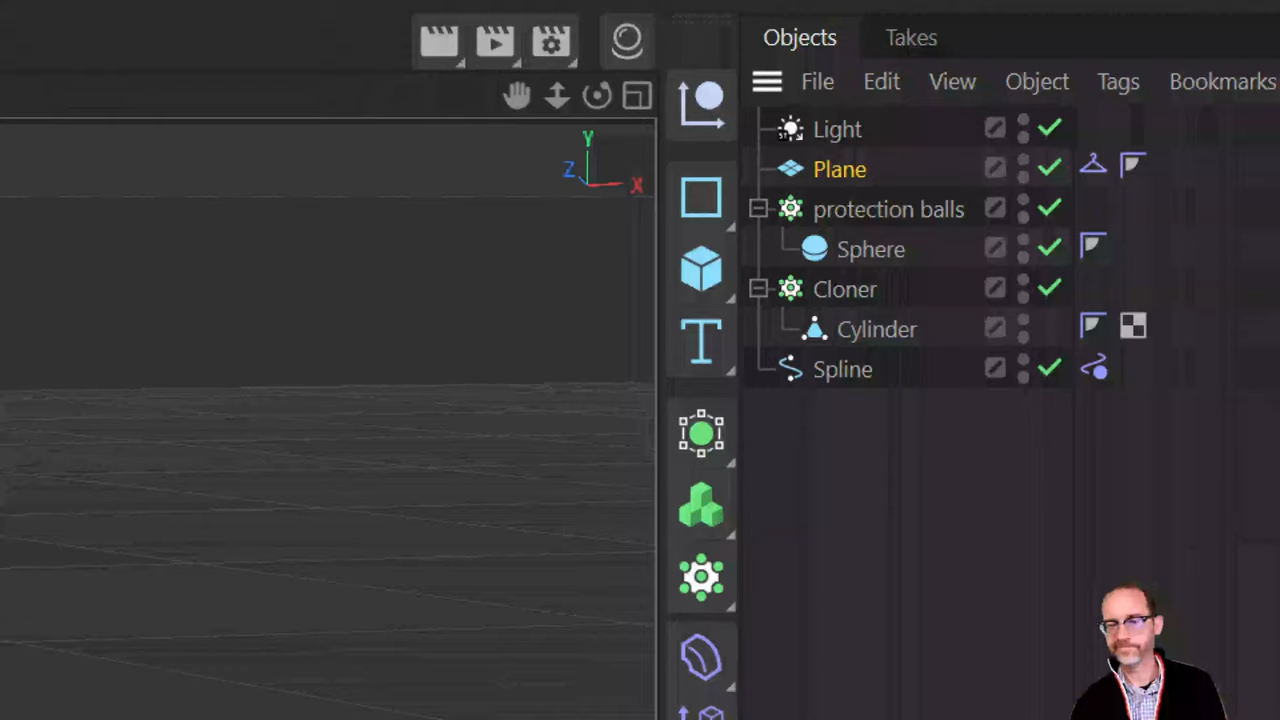 Objects Takes
File Edit View Object Tags Bookmarks
Light
Plane
protection balls
Sphere
Cloner
Cylinder
Spline
Y
Z
X